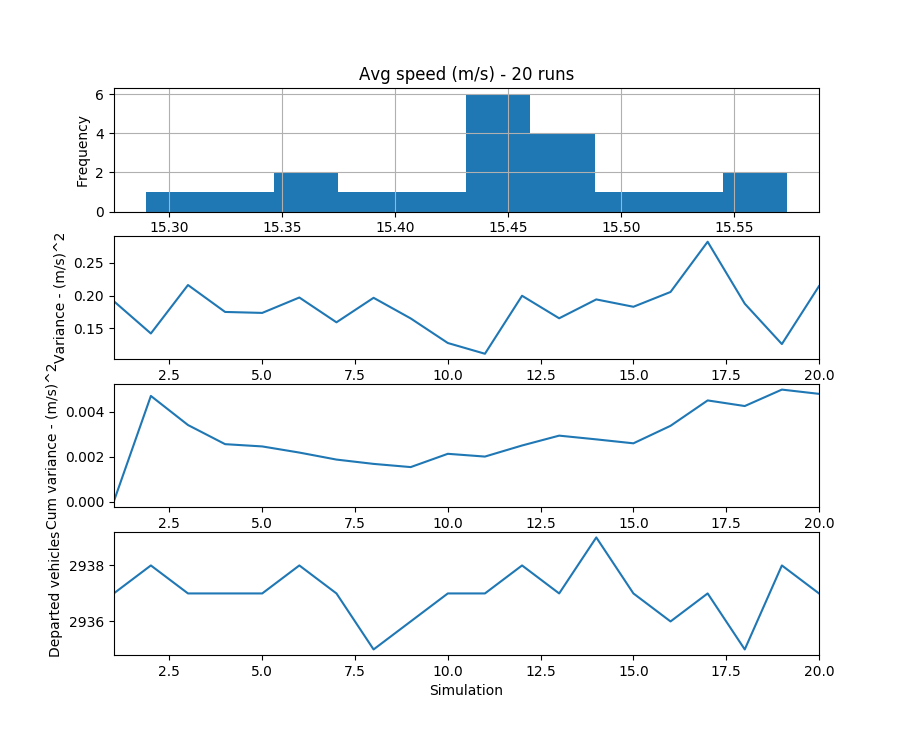 Avg speed (m/s) - 20 runs
Frequency
6
4
2
0
15.30 15.35 15.40 15.45 15.50 15.55
Variance - (m/s)^2
0.25
0.20
0.15
2.5 5.0 7.5 10.0 12.5 15.0 17.5 20.0
Cum variance - (m/s)^2
0.004
0.002
0.000
2.5 5.0 7.5 10.0 12.5 15.0 17.5 20.0
Departed vehicles
2938
2936
2.5 5.0 7.5 10.0 12.5 15.0 17.5 20.0
Simulation